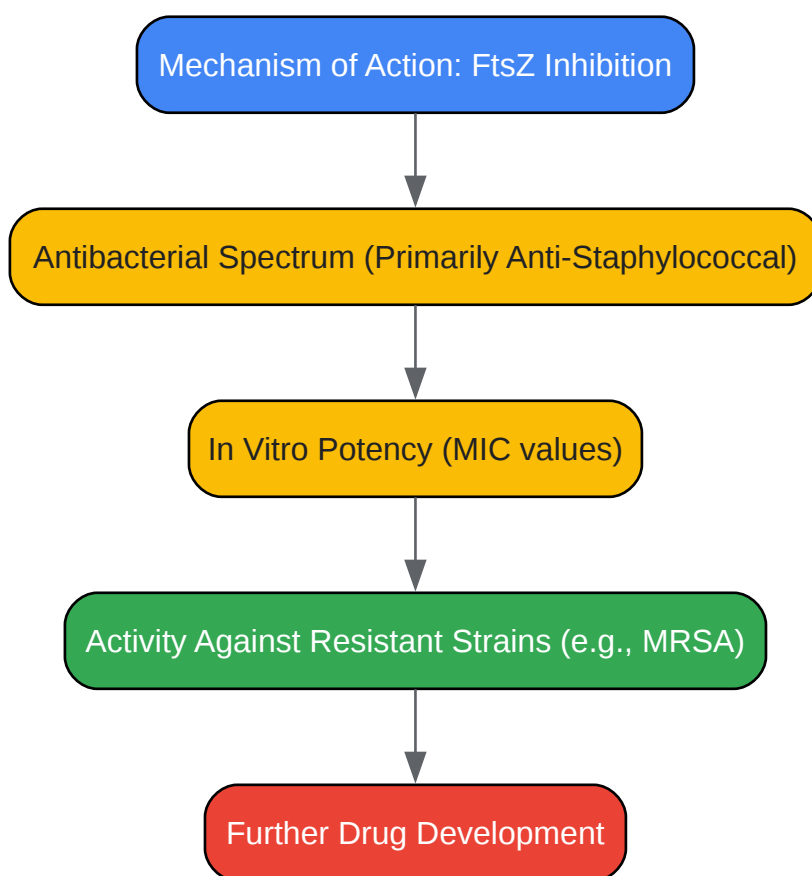 Mechanism of Action: FtsZ Inhibition
Antibacterial Spectrum (Primarily Anti-Staphylococcal)
In Vitro Potency (MIC values)
Activity Against Resistant Strains (e.g., MRSA)
Further Drug Development